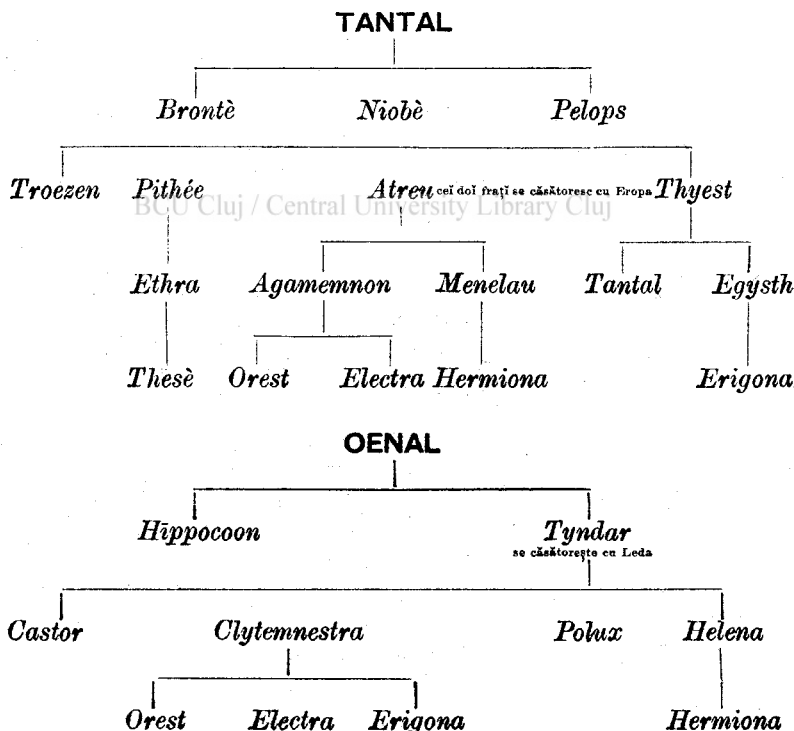 TANTAL
Brontè Niobè Pelops
Troezen Pithée Atreu cei doi frați se căsătoresc cu Eropa Thyest
BCU Cluj / Central University Library Cluj
Ethra Agamemnon Menelau Tantal Egysth
Thesè Orest Electra Hermiona Erigona
OENAL
Hippocoon Tyndar
se căsătorește cu Leda
Castor Clytemnestra Polux Helena
Orest Electra Erigona Hermiona